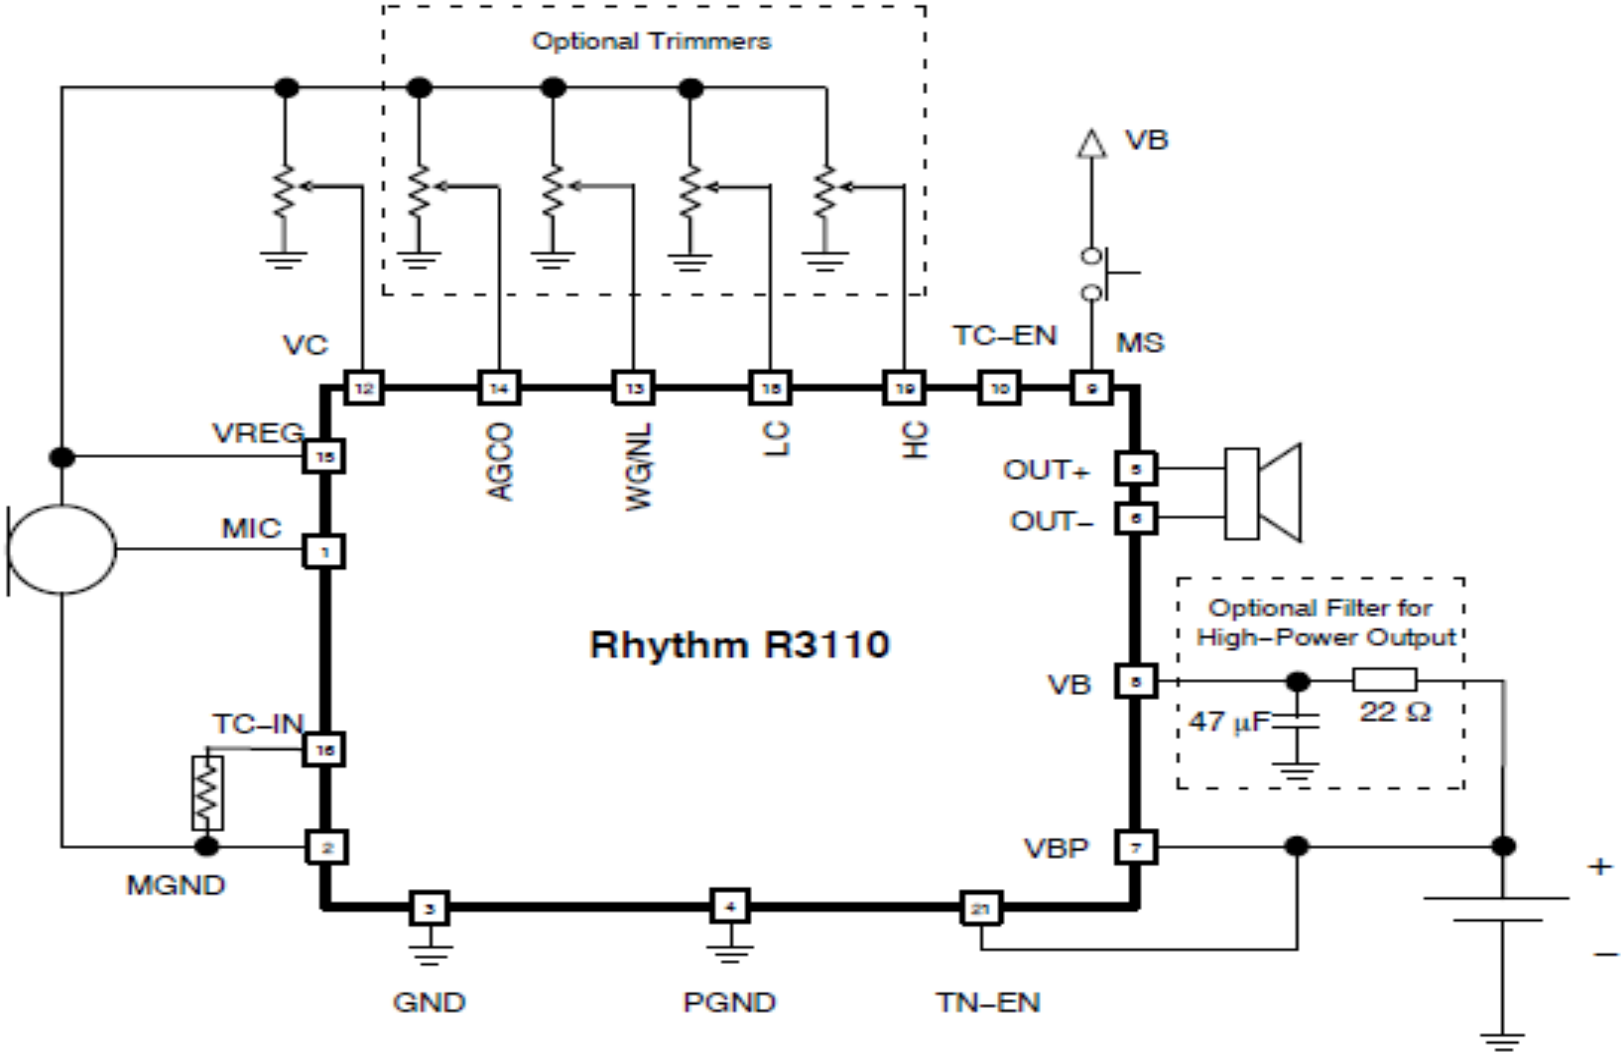 Optional Trimmers
VB
VC
TC-EN
MS
12
14
13
10
9
VREG
15
AGCO
WG/NL
LC
HC
OUT+
5
MIC
1
OUT-
6
Optional Filter for
High-Power Output
Rhythm R3110
VB
8
47 µF
22 Ω
TC-IN
16
MGND
2
VBP
7
+
-
3
4
21
GND
PGND
TN-EN
18
19